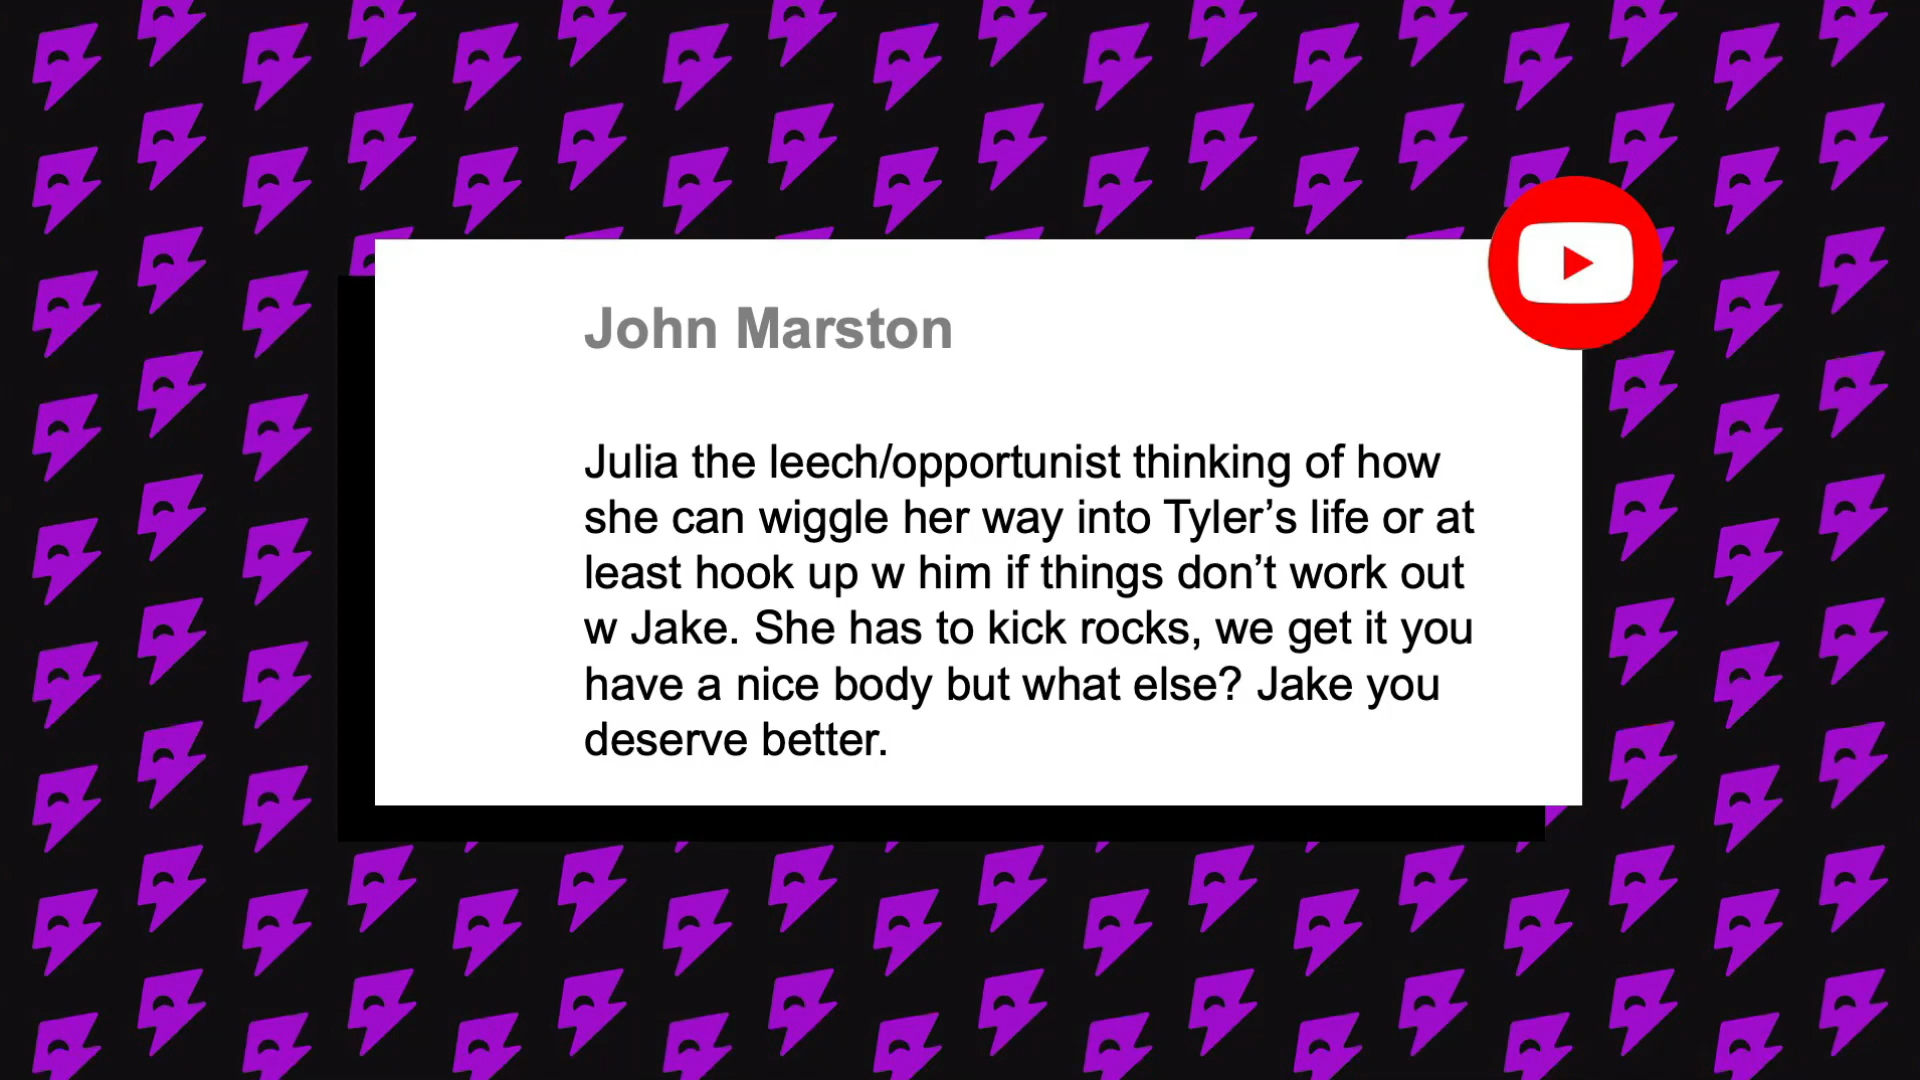 John Marston
Julia the leech/opportunist thinking of how
she can wiggle her way into Tyler’s life or at
least hook up w him if things don’t work out
w Jake. She has to kick rocks, we get it you
have a nice body but what else? Jake you
deserve better.